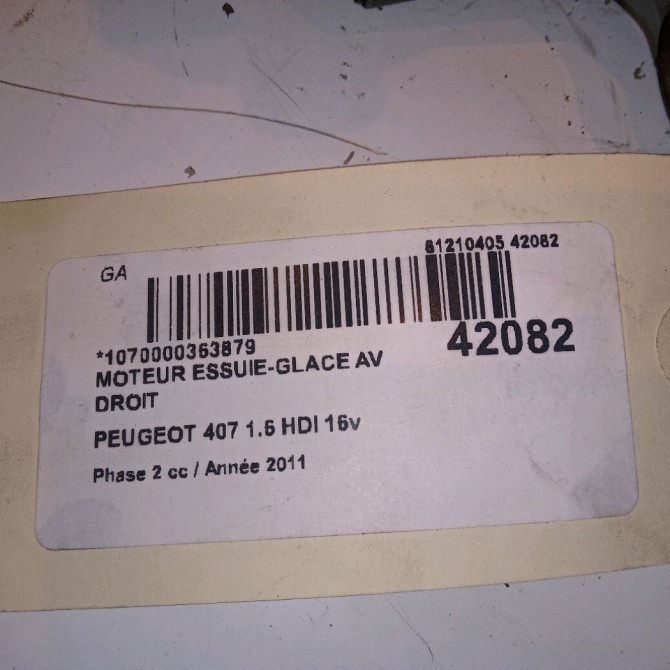 GA
81210405 42082
*1070000363879
42082
MOTEUR ESSUIE-GLACE AV
DROIT
PEUGEOT 407 1.6 HDI 16v
Phase 2 cc / Année 2011